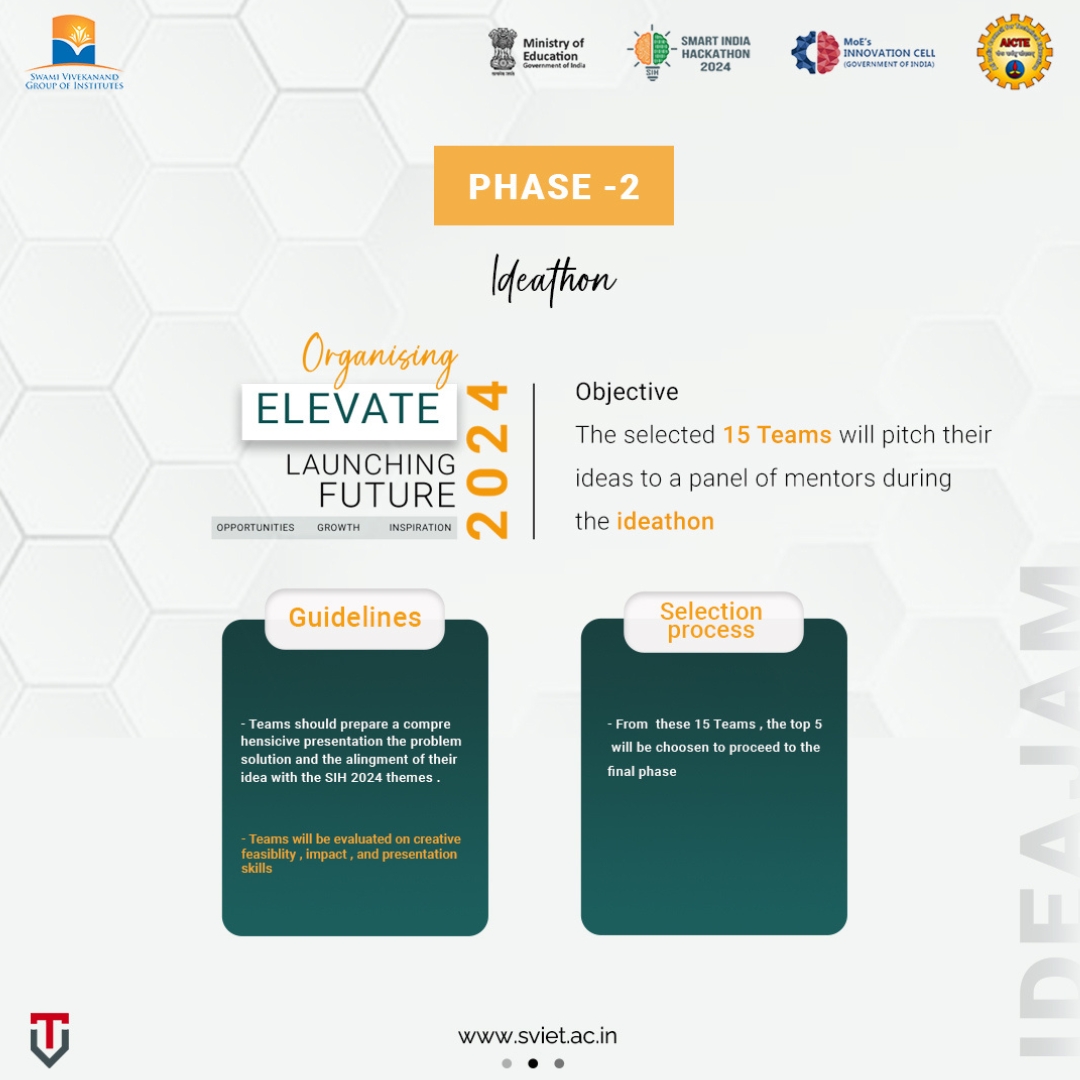 SWAMI VIVEKANAND
GROUP OF INSTITUTES
Ministry of
Education
Government of India
SIH
SMART INDIA
HACKATHON
2024
MoE's
INNOVATION CELL
(GOVERNMENT OF INDIA)
AICTE
PHASE -2
Ideathon
Organising
ELEVATE
LAUNCHING
FUTURE
OPPORTUNITIES GROWTH INSPIRATION
2024
Objective
The selected 15 Teams will pitch their
ideas to a panel of mentors during
the ideathon
Guidelines
- Teams should prepare a compre
hensicive presentation the problem
solution and the alingment of their
idea with the SIH 2024 themes .
- Teams will be evaluated on creative
feasiblity , impact , and presentation
skills
Selection
process
- From these 15 Teams , the top 5
will be choosen to proceed to the
final phase
IDEAJAM
www.sviet.ac.in